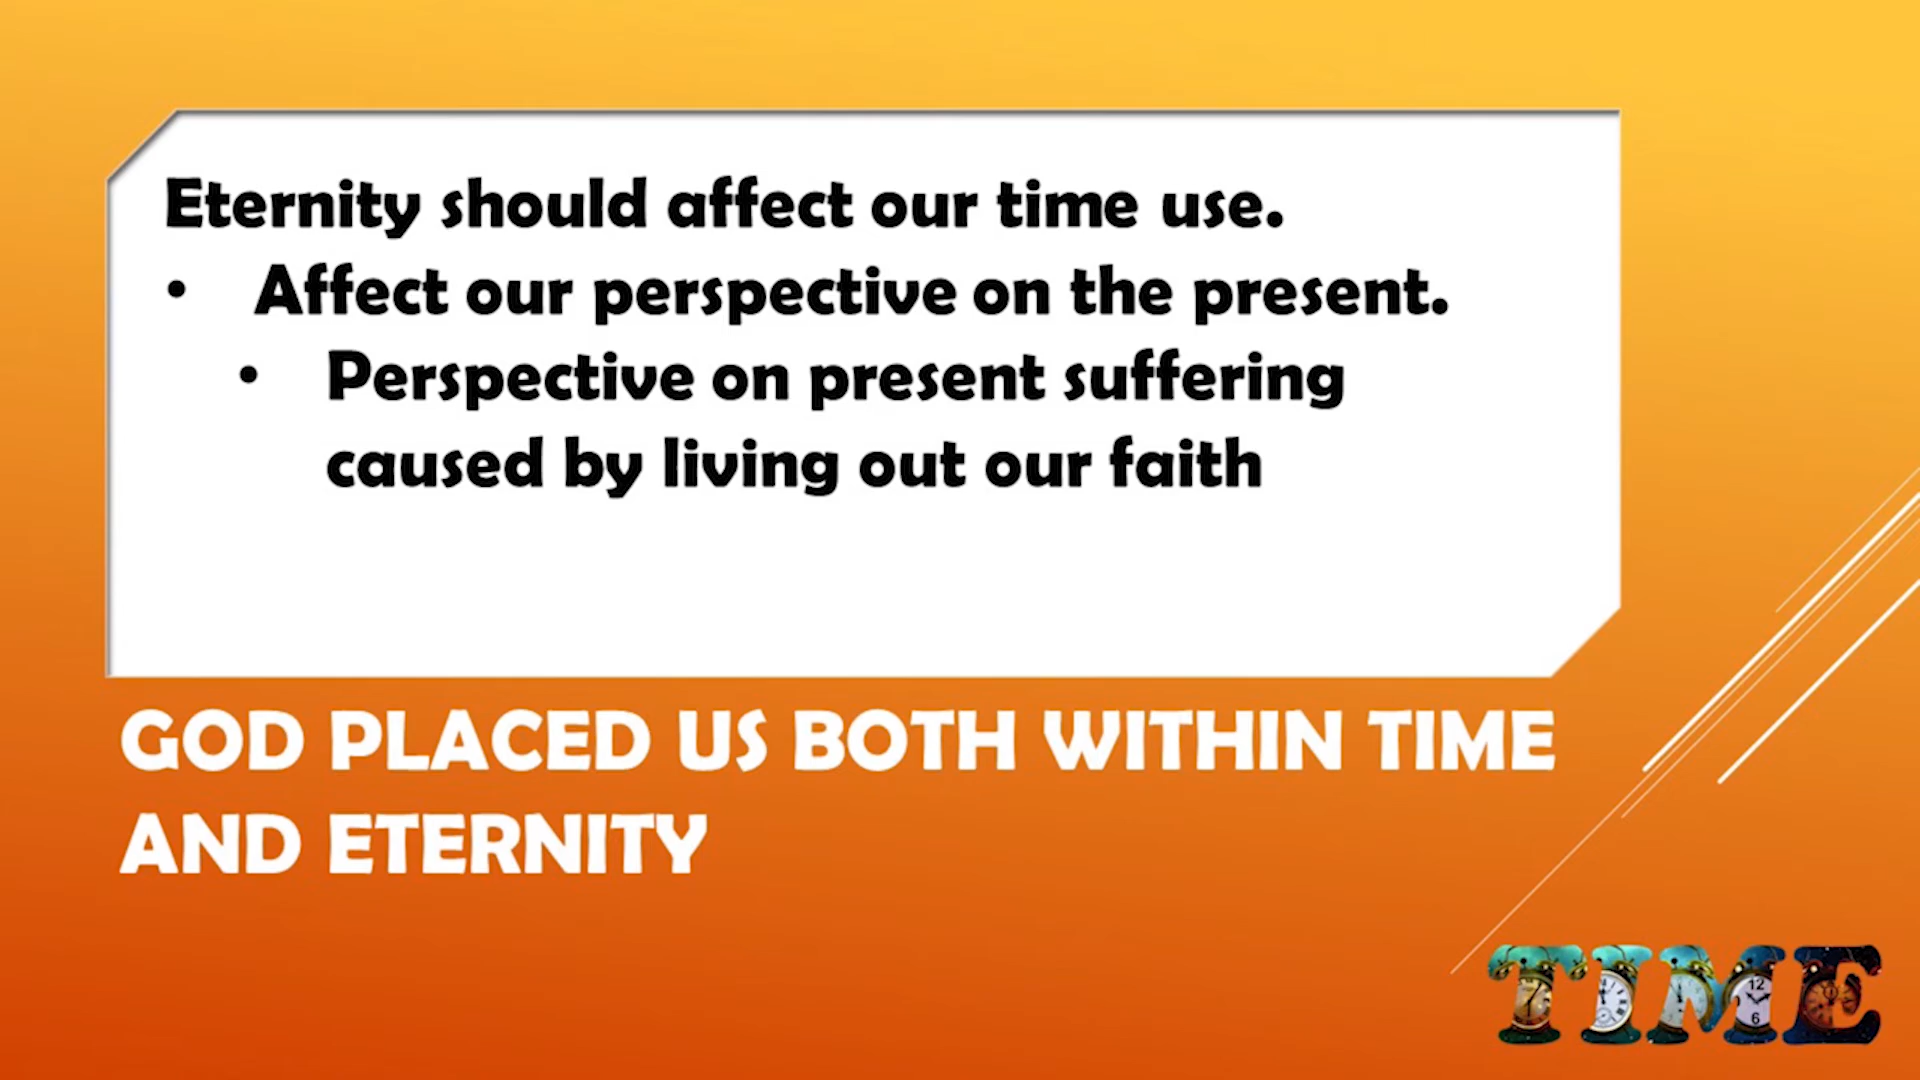 Eternity should affect our time use.
• Affect our perspective on the present.
• Perspective on present suffering
caused by living out our faith
GOD PLACED US BOTH WITHIN TIME
AND ETERNITY
TIME